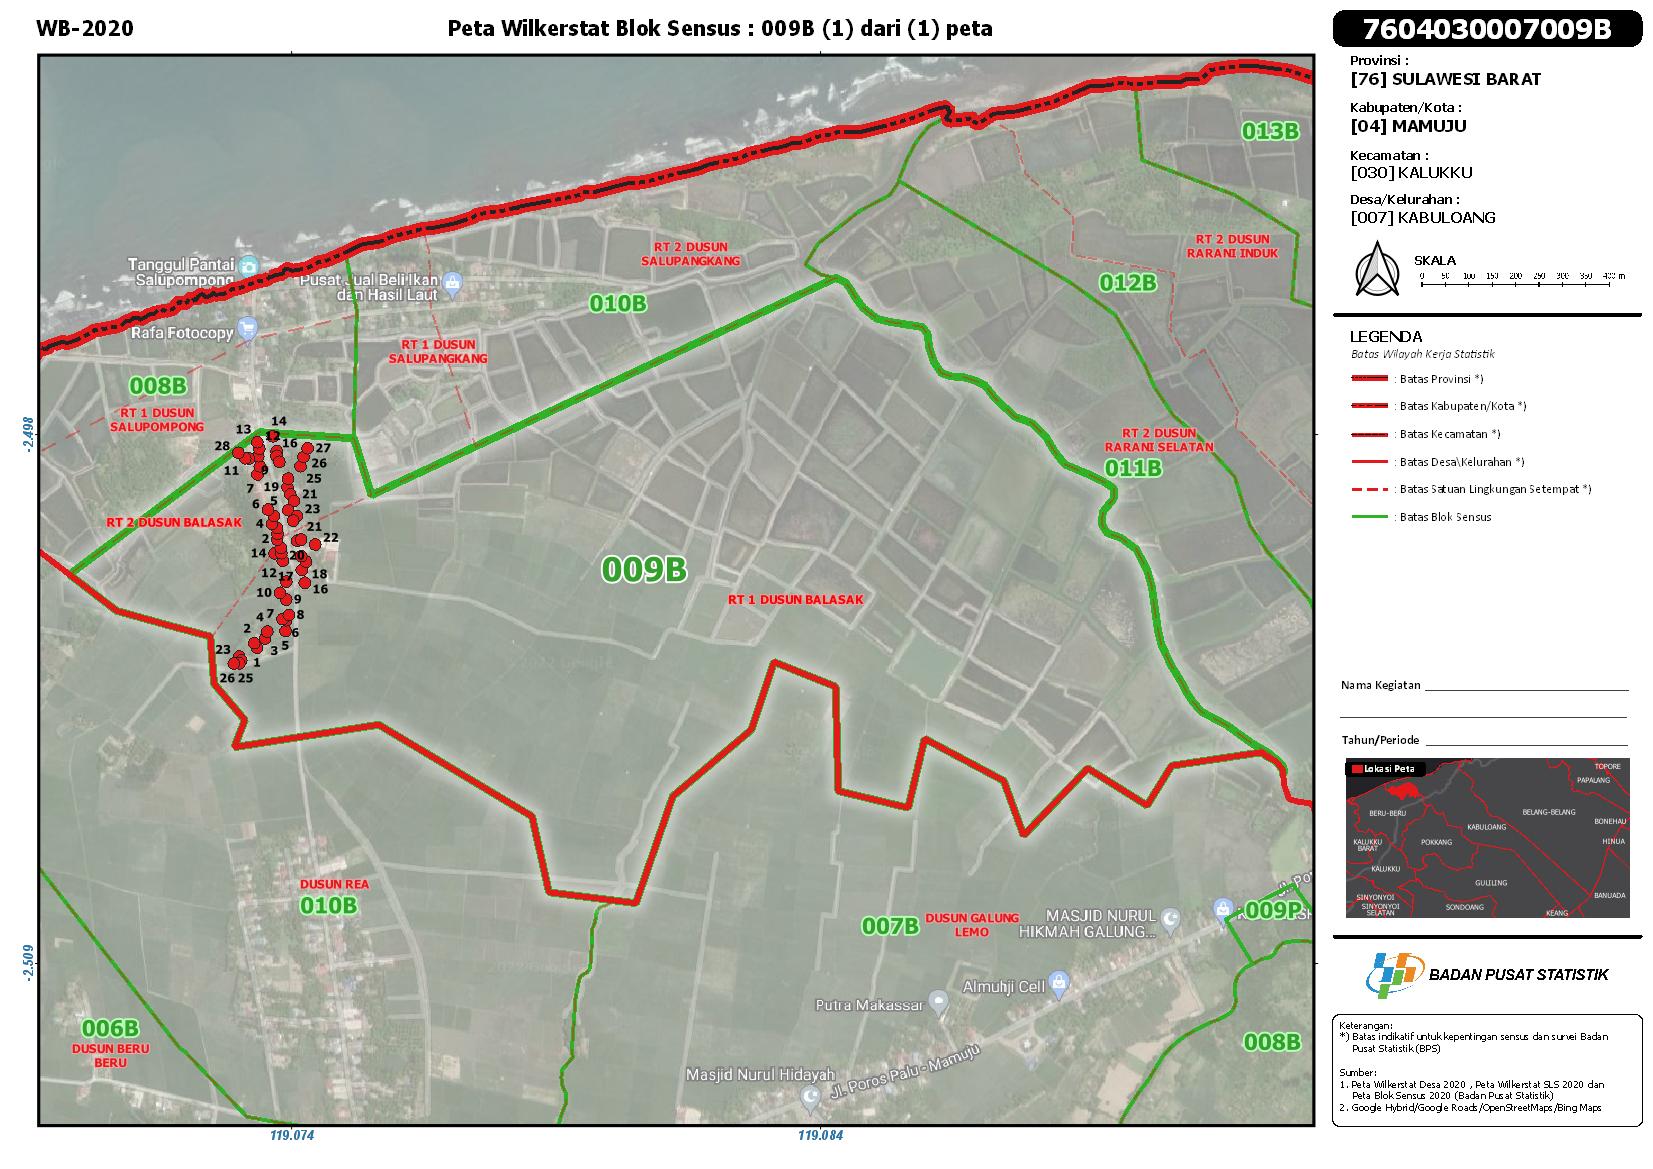 WB-2020
Peta Wilkerstat Blok Sensus : 009B (1) dari (1) peta
7604030007009B
Provinsi :
[76] SULAWESI BARAT
Kabupaten/Kota :
[04] MAMUJU
Kecamatan :
[030] KALUKKU
Desa/Kelurahan :
[007] KABULOANG
SKALA
0 50 100 150 200 250 300 350 400 m
LEGENDA
Batas Wilayah Kerja Statistik
: Batas Provinsi *)
: Batas Kabupaten/Kota *)
: Batas Kecamatan *)
: Batas Desa\Kelurahan *)
: Batas Satuan Lingkungan Setempat *)
: Batas Blok Sensus
Nama Kegiatan
Tahun/Periode
Lokasi Peta
TOPORE
PAPALANG
BERU-BERU
BELANG-BELANG
BONEHAU
KABULOANG
HINUA
KALUKKU
BARAT
POKKANG
KALUKKU
GULILING
BANUADA
SINYONYOI
SINYONYOI
SELATAN
SONDOANG
KEANG
BADAN PUSAT STATISTIK
Keterangan:
*) Batas indikatif untuk kepentingan sensus dan survei Badan
Pusat Statistik (BPS)
Sumber:
1. Peta Wilkerstat Desa 2020 , Peta Wilkerstat SLS 2020 dan
Peta Blok Sensus 2020 (Badan Pusat Statistik)
2. Google Hybrid/Google Roads/OpenStreetMaps/Bing Maps
013B
RT 2 DUSUN
RARANI INDUK
RT 2 DUSUN
SALUPANGKANG
Tanggul Pantai
Salupompong
Pusat Jual Beli Ikan
dan Hasil Laut
012B
010B
Rafa Fotocopy
RT 1 DUSUN
SALUPANGKANG
008B
RT 1 DUSUN
SALUPOMPONG
-2.498
RT 2 DUSUN
RARANI SELATAN
011B
14
13
12
28
16
27
11
9
26
7
25
19
21
6
5
23
4
21
2
22
14
20
12
17
18
16
10
9
7
8
4
6
2
5
3
23
1
26
25
RT 2 DUSUN BALASAK
009B
RT 1 DUSUN BALASAK
DUSUN REA
010B
007B
DUSUN GALUNG
LEMO
MASJID NURUL
HIKMAH GALUNG...
009P
-2.509
Almuhji Cell
Putra Makassar
006B
DUSUN BERU
BERU
008B
Masjid Nurul Hidayah
Jl. Poros Palu - Mamuju
119.074
119.084